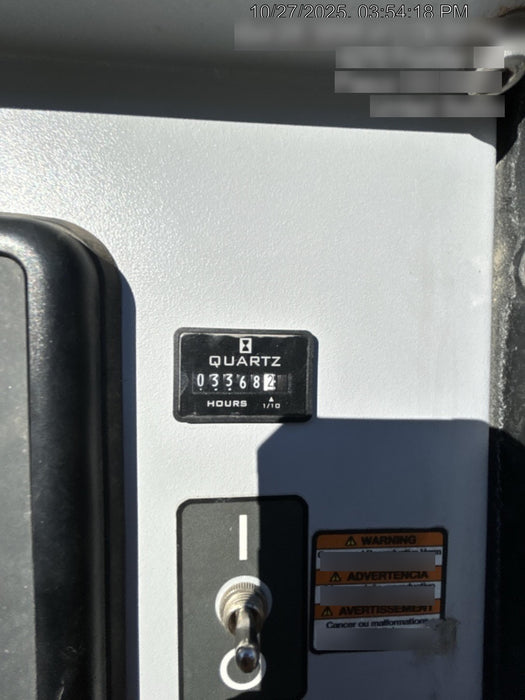 10/27/2025, 03:54:18 PM
QUARTZ
033682
HOURS 1/10
WARNING
ADVERTENCIA
AVERTISSEMENT
Cancer ou malformations